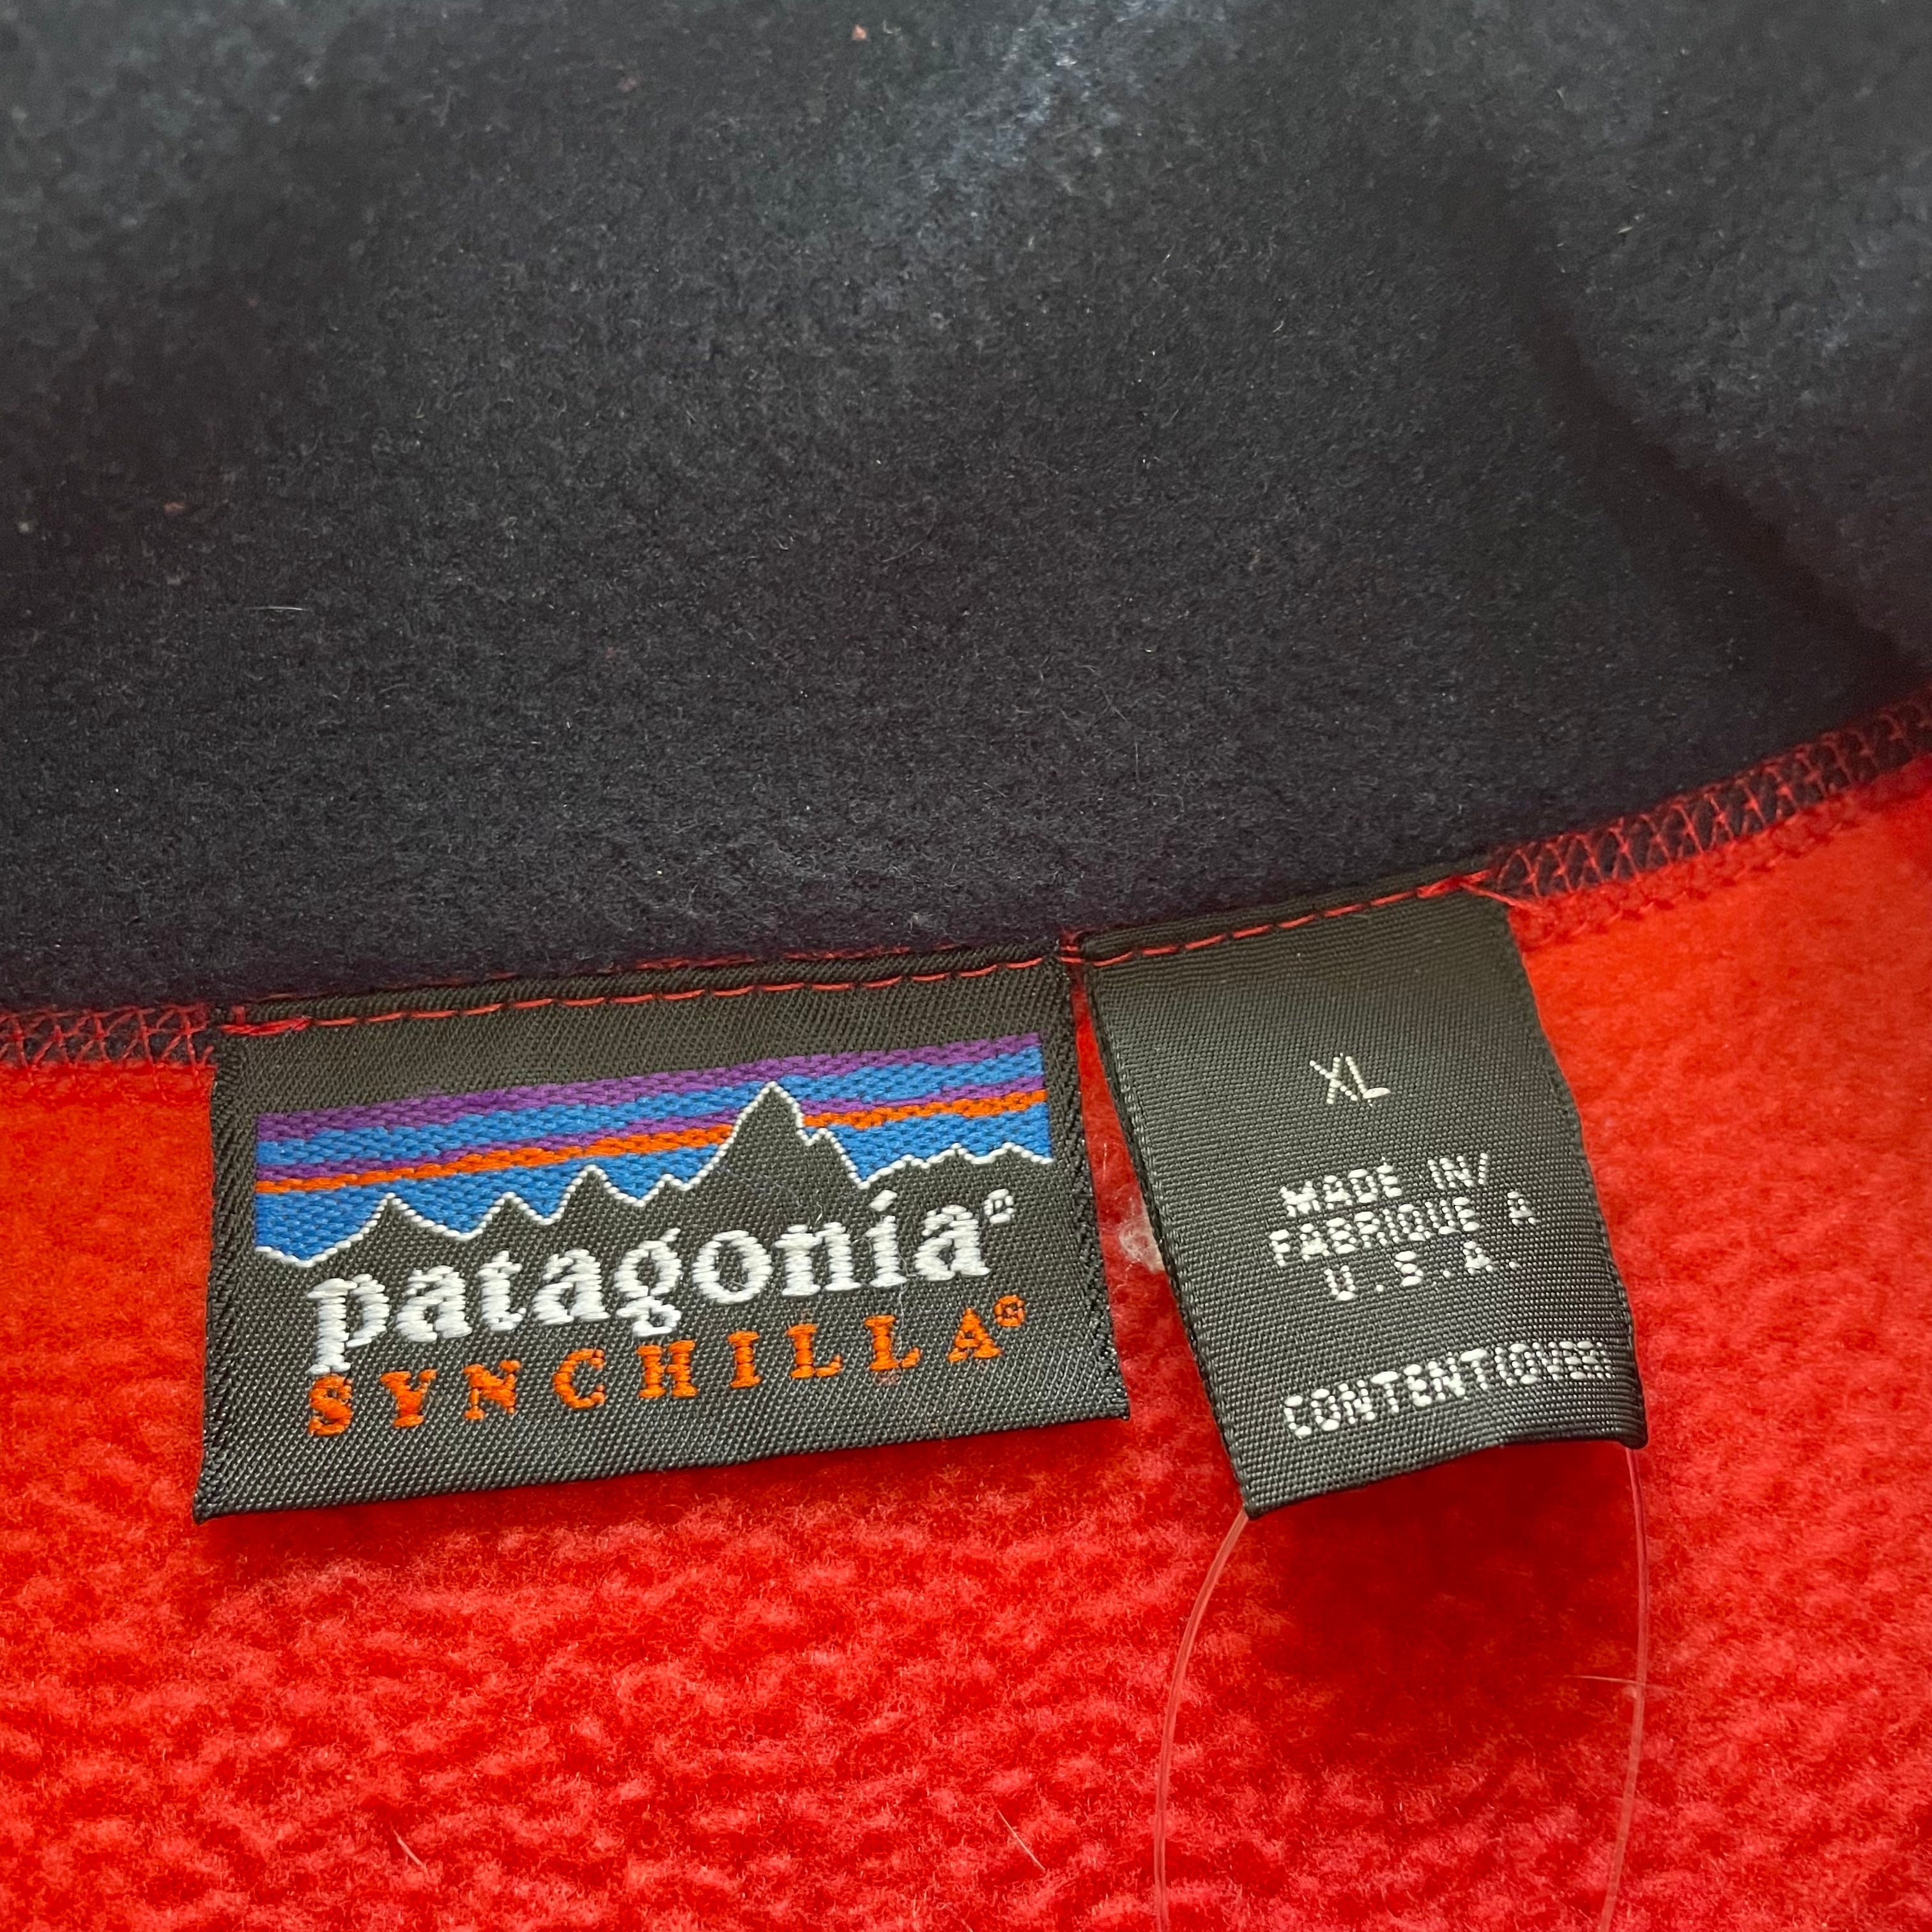 patagonia®
SYNCHILLA®
XL
MADE IN/
FABRIQUE A
U.S.A.
CONTENT(OVER)